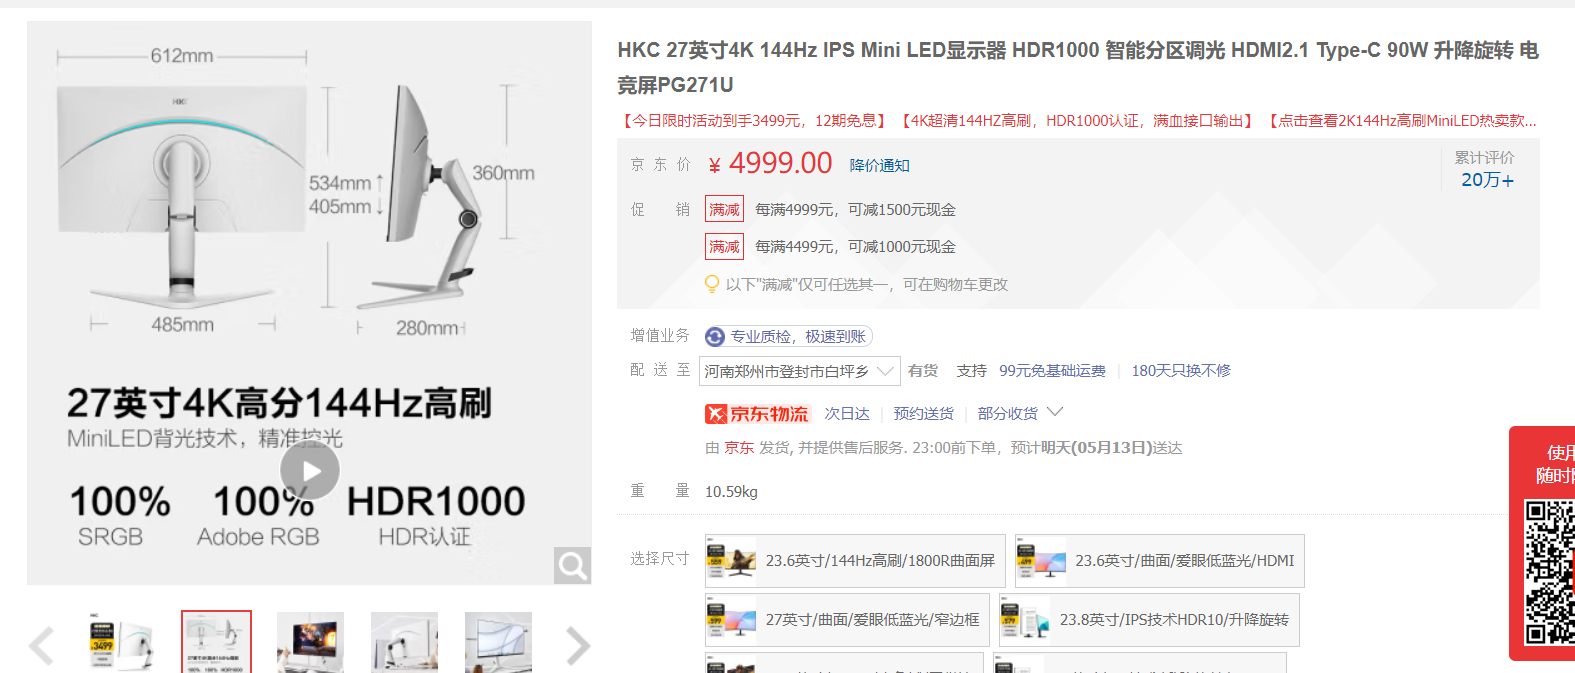 612mm
HKC
534mm
405mm
360mm
485mm
280mm
27英寸4K高分144Hz高刷
MiniLED背光技术，精准控光
100% 100% HDR1000
SRGB Adobe RGB HDR认证
HKC 27英寸4K 144Hz IPS Mini LED显示器 HDR1000 智能分区调光 HDMI2.1 Type-C 90W 升降旋转 电
竞屏PG271U
【今日限时活动到手3499元，12期免息】【4K超清144HZ高刷，HDR1000认证，满血接口输出】【点击查看2K144Hz高刷MiniLED热卖款...
京东价 ￥4999.00 降价通知
累计评价
20万+
促销 满减 每满4999元，可减1500元现金
满减 每满4499元，可减1000元现金
以下"满减"仅可任选其一，可在购物车更改
增值业务 专业质检，极速到账
配送至 河南郑州市登封市白坪乡 有货 支持 99元免基础运费 180天只换不修
京东物流 次日达 预约送货 部分收货
由 京东 发货, 并提供售后服务. 23:00前下单，预计明天(05月13日)送达
重量 10.59kg
选择尺寸 23.6英寸/144Hz高刷/1800R曲面屏 23.6英寸/曲面/爱眼低蓝光/HDMI
27英寸/曲面/爱眼低蓝光/窄边框 23.8英寸/IPS技术HDR10/升降旋转
3499
使用
随时